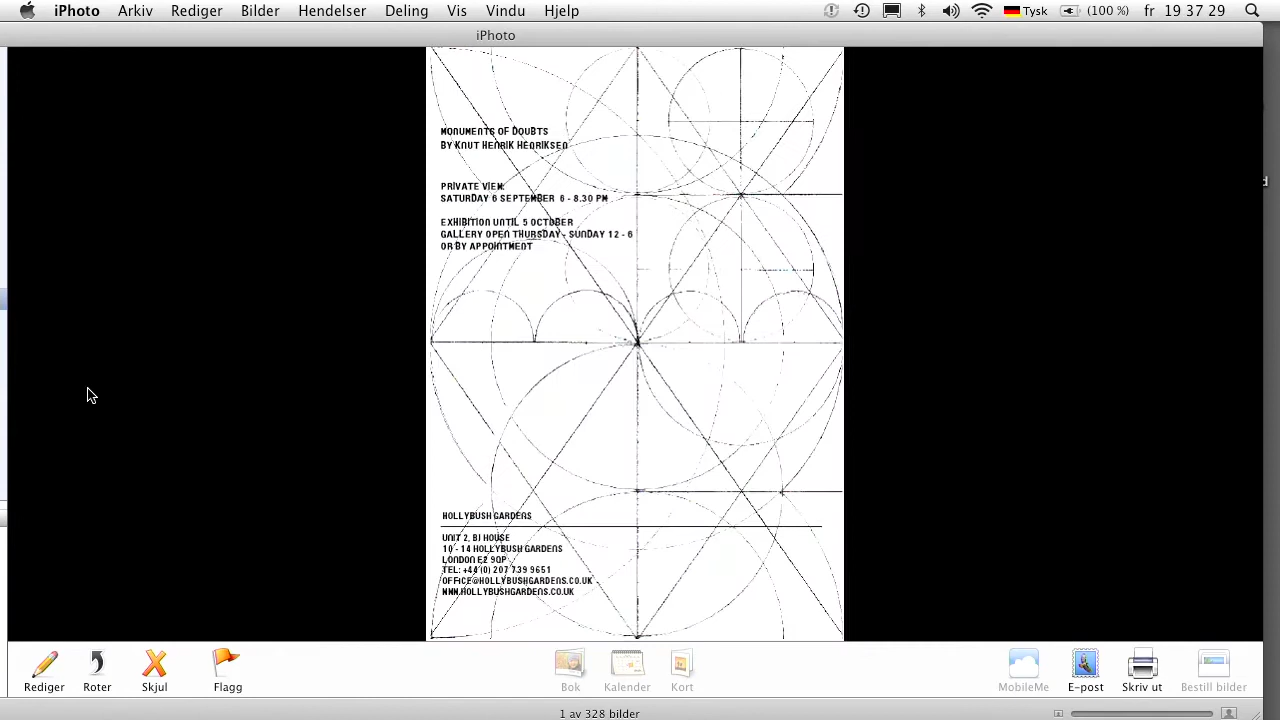 iPhoto Arkiv Rediger Bilder Hendelser Deling Vis Vindu Hjelp Tysk (100 %) fr 19 37 29
iPhoto
MONUMENTS OF DOUBTS
BY KNUT HENRIK HENRIKSEN
PRIVATE VIEW:
SATURDAY 6 SEPTEMBER 6 - 8.30 PM
EXHIBITION UNTIL 5 OCTOBER
GALLERY OPEN THURSDAY - SUNDAY 12 - 6
OR BY APPOINTMENT
HOLLYBUSH GARDENS
UNIT 2, BJ HOUSE
10 - 14 HOLLYBUSH GARDENS
LONDON E2 9QP
TEL: +44 (0) 207 739 9651
OFFICE@HOLLYBUSHGARDENS.CO.UK
WWW.HOLLYBUSHGARDENS.CO.UK
Rediger Roter Skjul Flagg Bok Kalender Kort MobileMe E-post Skriv ut Bestill bilder
1 av 328 bilder